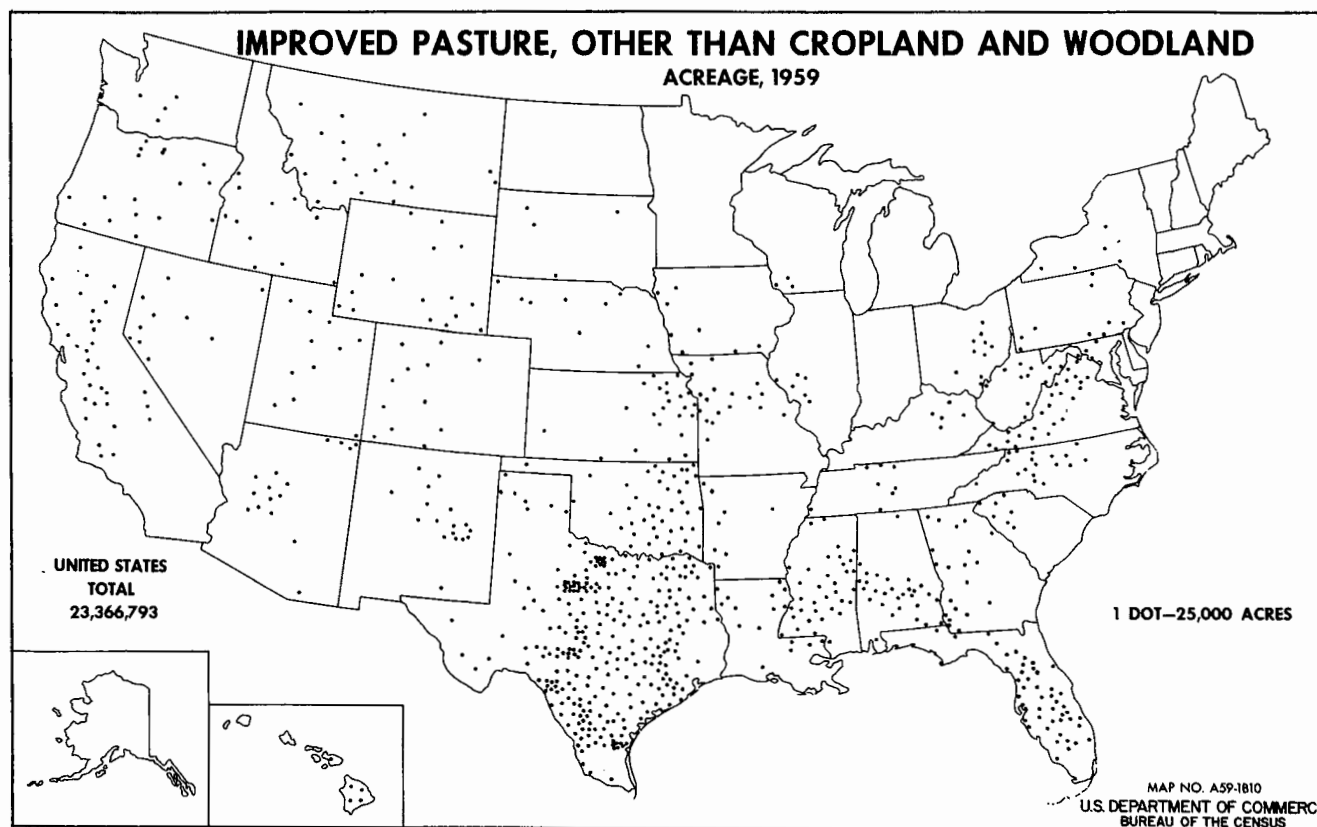 IMPROVED PASTURE, OTHER THAN CROPLAND AND WOODLAND
ACREAGE, 1959
UNITED STATES
TOTAL
23,366,793
1 DOT—25,000 ACRES
MAP NO. A59-1810
U.S. DEPARTMENT OF COMMERC
BUREAU OF THE CENSUS